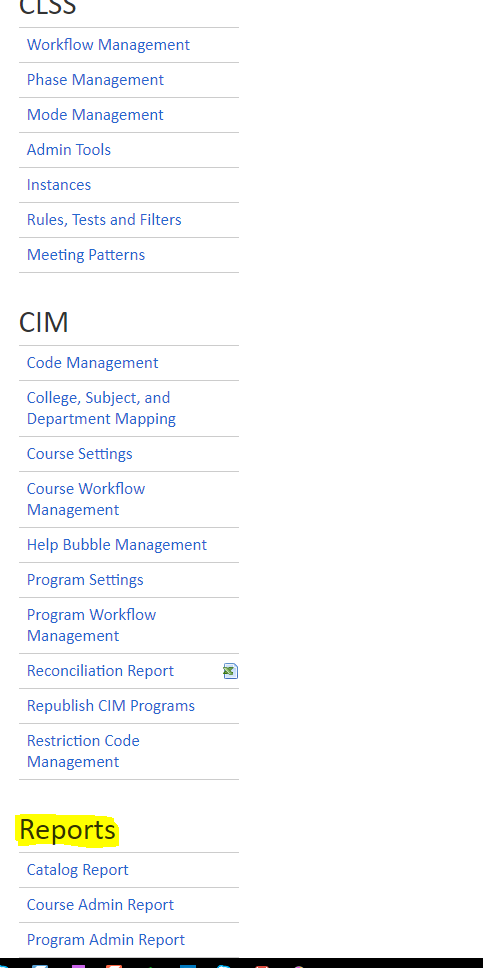 CLSS
Workflow Management
Phase Management
Mode Management
Admin Tools
Instances
Rules, Tests and Filters
Meeting Patterns
CIM
Code Management
College, Subject, and
Department Mapping
Course Settings
Course Workflow
Management
Help Bubble Management
Program Settings
Program Workflow
Management
Reconciliation Report
Republish CIM Programs
Restriction Code
Management
Reports
Catalog Report
Course Admin Report
Program Admin Report